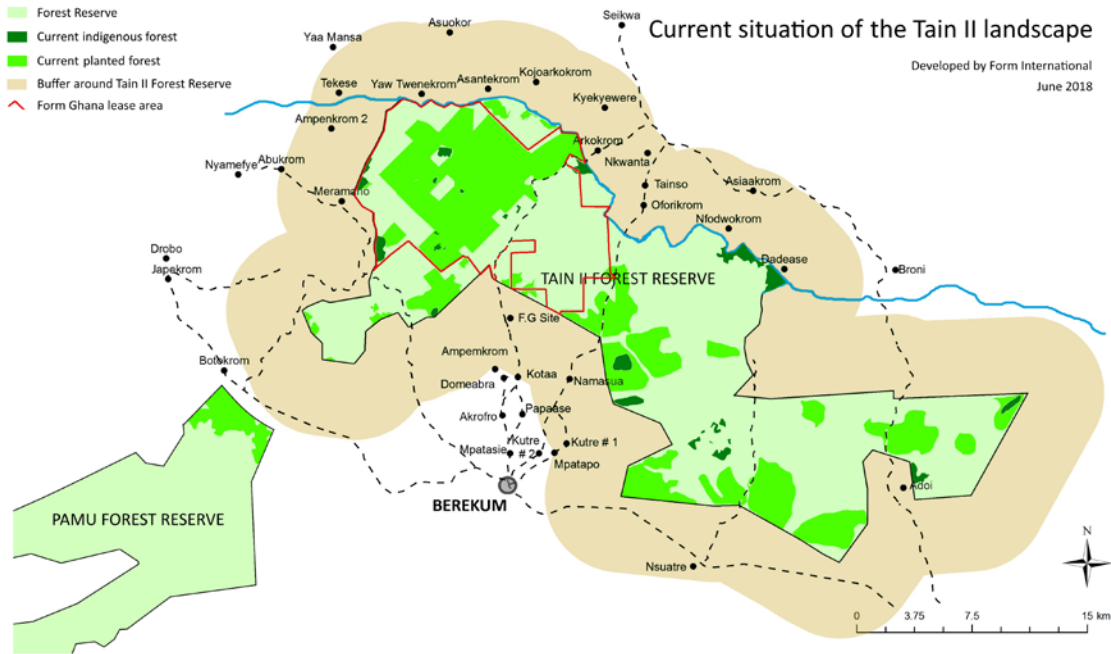 Forest Reserve
Current indigenous forest
Current planted forest
Buffer around Tain II Forest Reserve
Form Ghana lease area
Current situation of the Tain II landscape
Developed by Form International
June 2018
Seikwa
Asuokor
Yaa Mansa
Tekese
Yaw Twenekrom
Asantekrom
Kojoarkokrom
Kyekyewere
Ampenkrom 2
Arkokrom
Nkwanta
Nyamefye
Abukrom
Meramano
Tainso
Asiaakrom
Oforikrom
Nfodwokrom
Drobo
Japekrom
Dadease
Broni
TAIN II FOREST RESERVE
F.G Site
Botokrom
Ampemkrom
Domeabra
Kotaa
Namasua
Akrofro
Papaase
Mpatasie
Kutre
# 2
Kutre # 1
Mpatapo
BEREKUM
Adoi
PAMU FOREST RESERVE
Nsuatre
N
0 3.75 7.5 15 km